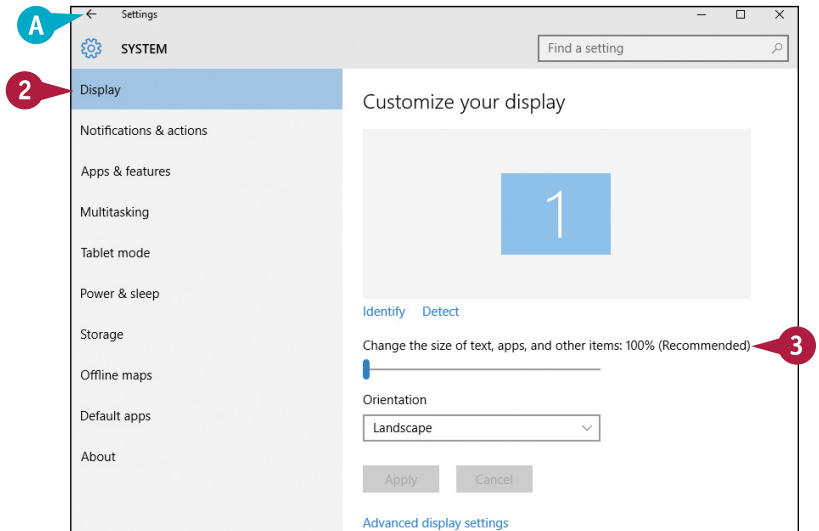 A
Settings
SYSTEM
Find a setting
2
Display
Notifications & actions
Apps & features
Multitasking
Tablet mode
Power & sleep
Storage
Offline maps
Default apps
About
Customize your display
1
Identify Detect
Change the size of text, apps, and other items: 100% (Recommended)
3
Orientation
Landscape
Apply Cancel
Advanced display settings